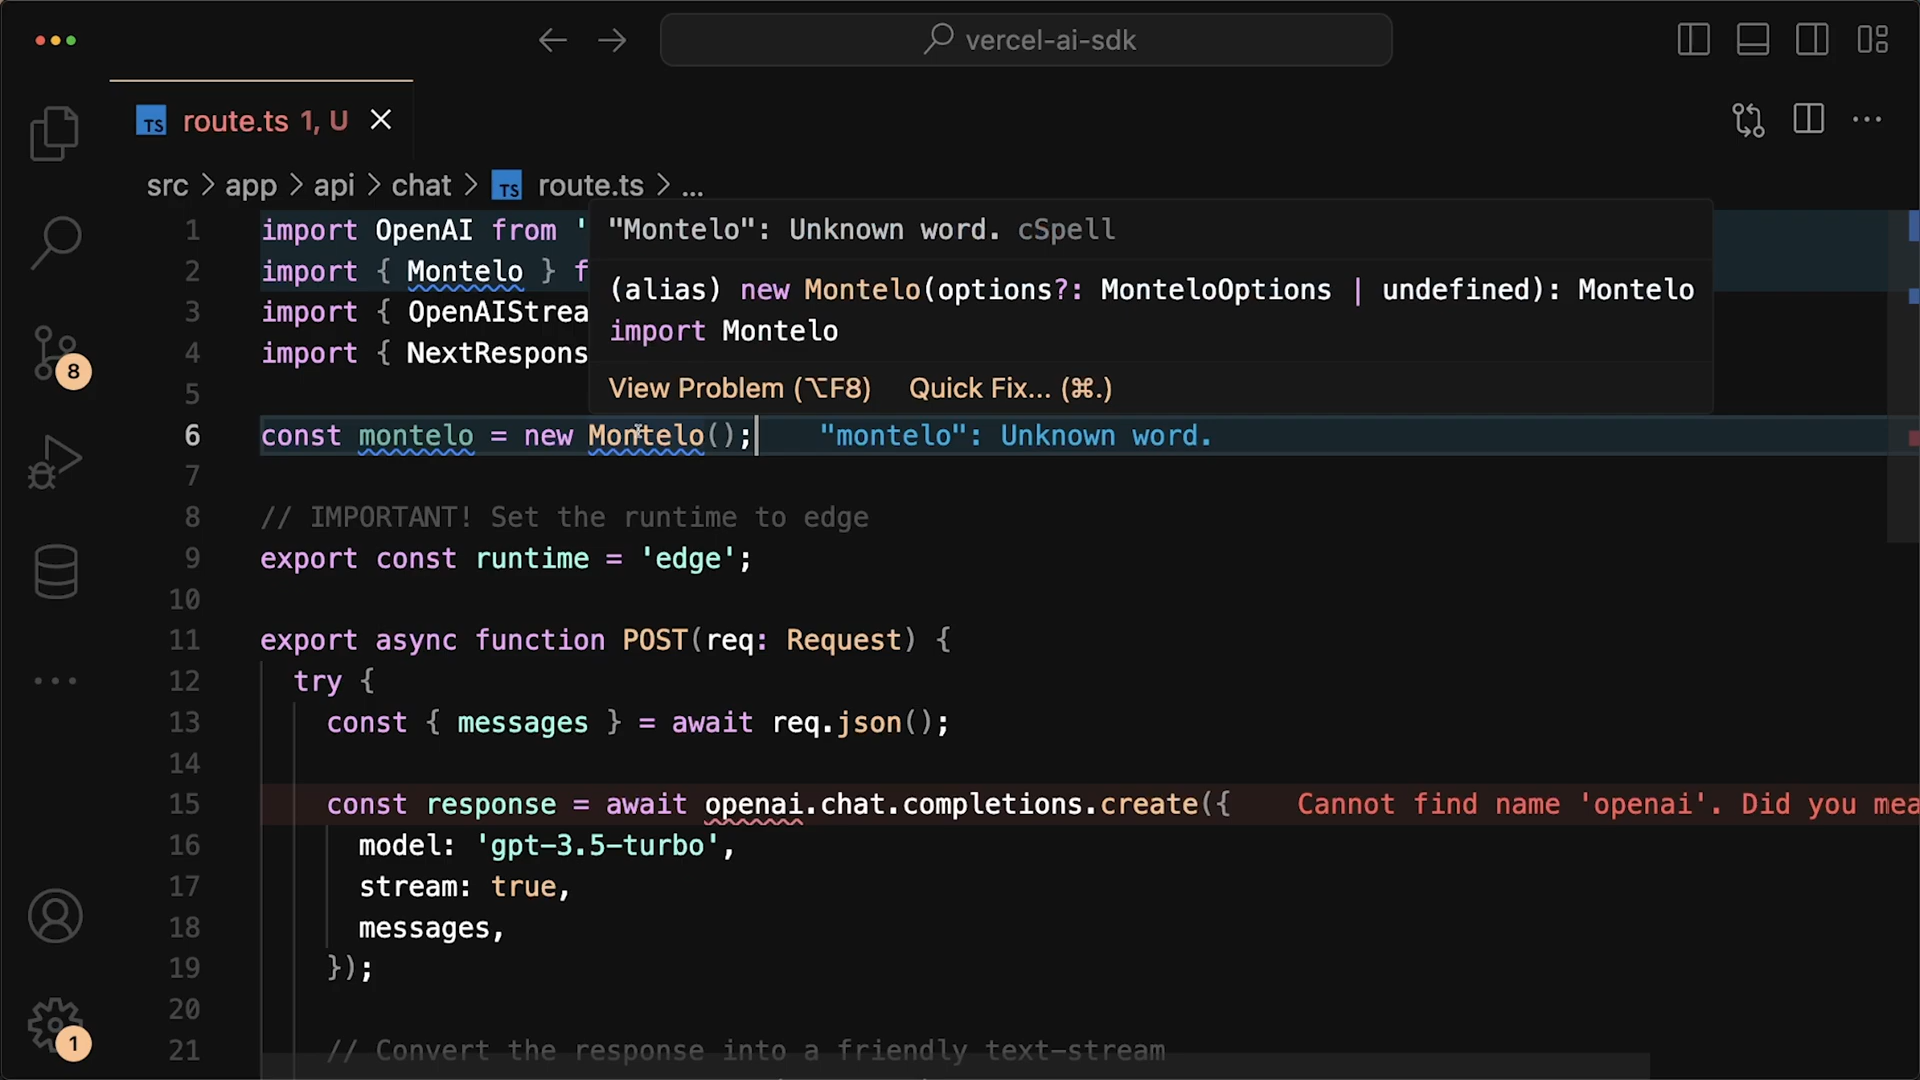 vercel-ai-sdk
TS route.ts 1, U
src > app > api > chat > TS route.ts > ...
1 import OpenAI from '
2 import { Montelo } f
3 import { OpenAIStrea
4 import { NextRespons
5
"Montelo": Unknown word. cSpell
(alias) new Montelo(options?: MonteloOptions | undefined): Montelo
import Montelo
View Problem (⌥F8) Quick Fix... (⌘.)
6 const montelo = new Montelo(); "montelo": Unknown word.
7
8 // IMPORTANT! Set the runtime to edge
9 export const runtime = 'edge';
10
11 export async function POST(req: Request) {
12 try {
13 const { messages } = await req.json();
14
15 const response = await openai.chat.completions.create({ Cannot find name 'openai'. Did you mea
16 model: 'gpt-3.5-turbo',
17 stream: true,
18 messages,
19 });
20
21 // Convert the response into a friendly text-stream
8
1